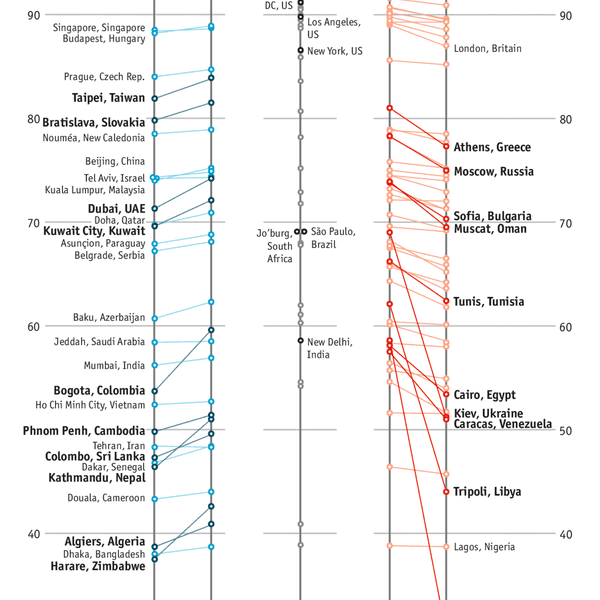 DC, US
90
90
Singapore, Singapore
Budapest, Hungary
Los Angeles,
US
New York, US
London, Britain
Prague, Czech Rep.
Taipei, Taiwan
80
80
Bratislava, Slovakia
Nouméa, New Caledonia
Athens, Greece
Beijing, China
Moscow, Russia
Tel Aviv, Israel
Kuala Lumpur, Malaysia
Dubai, UAE
Sofia, Bulgaria
70
70
Doha, Qatar
Muscat, Oman
Kuwait City, Kuwait
Jo'burg,
South
Africa
São Paulo,
Brazil
Asunçion, Paraguay
Belgrade, Serbia
Tunis, Tunisia
Baku, Azerbaijan
60
60
Jeddah, Saudi Arabia
New Delhi,
India
Mumbai, India
Bogota, Colombia
Cairo, Egypt
Ho Chi Minh City, Vietnam
Kiev, Ukraine
Caracas, Venezuela
Phnom Penh, Cambodia
50
50
Tehran, Iran
Colombo, Sri Lanka
Dakar, Senegal
Kathmandu, Nepal
Tripoli, Libya
Douala, Cameroon
40
40
Algiers, Algeria
Lagos, Nigeria
Dhaka, Bangladesh
Harare, Zimbabwe